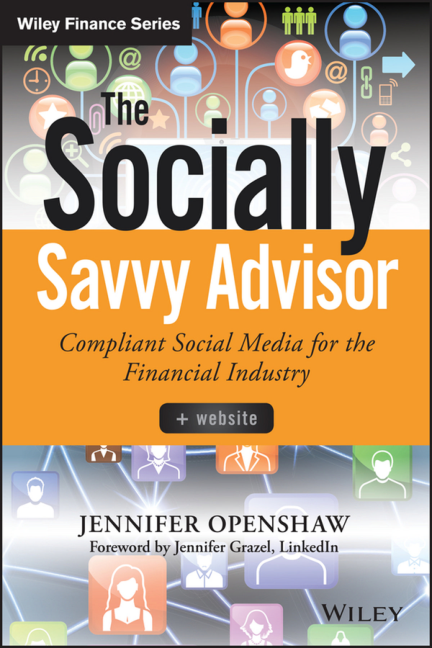 Wiley Finance Series
The
Socially
Savvy Advisor
Compliant Social Media for the
Financial Industry
+ website
JENNIFER OPENSHAW
Foreword by Jennifer Grazel, LinkedIn
WILEY